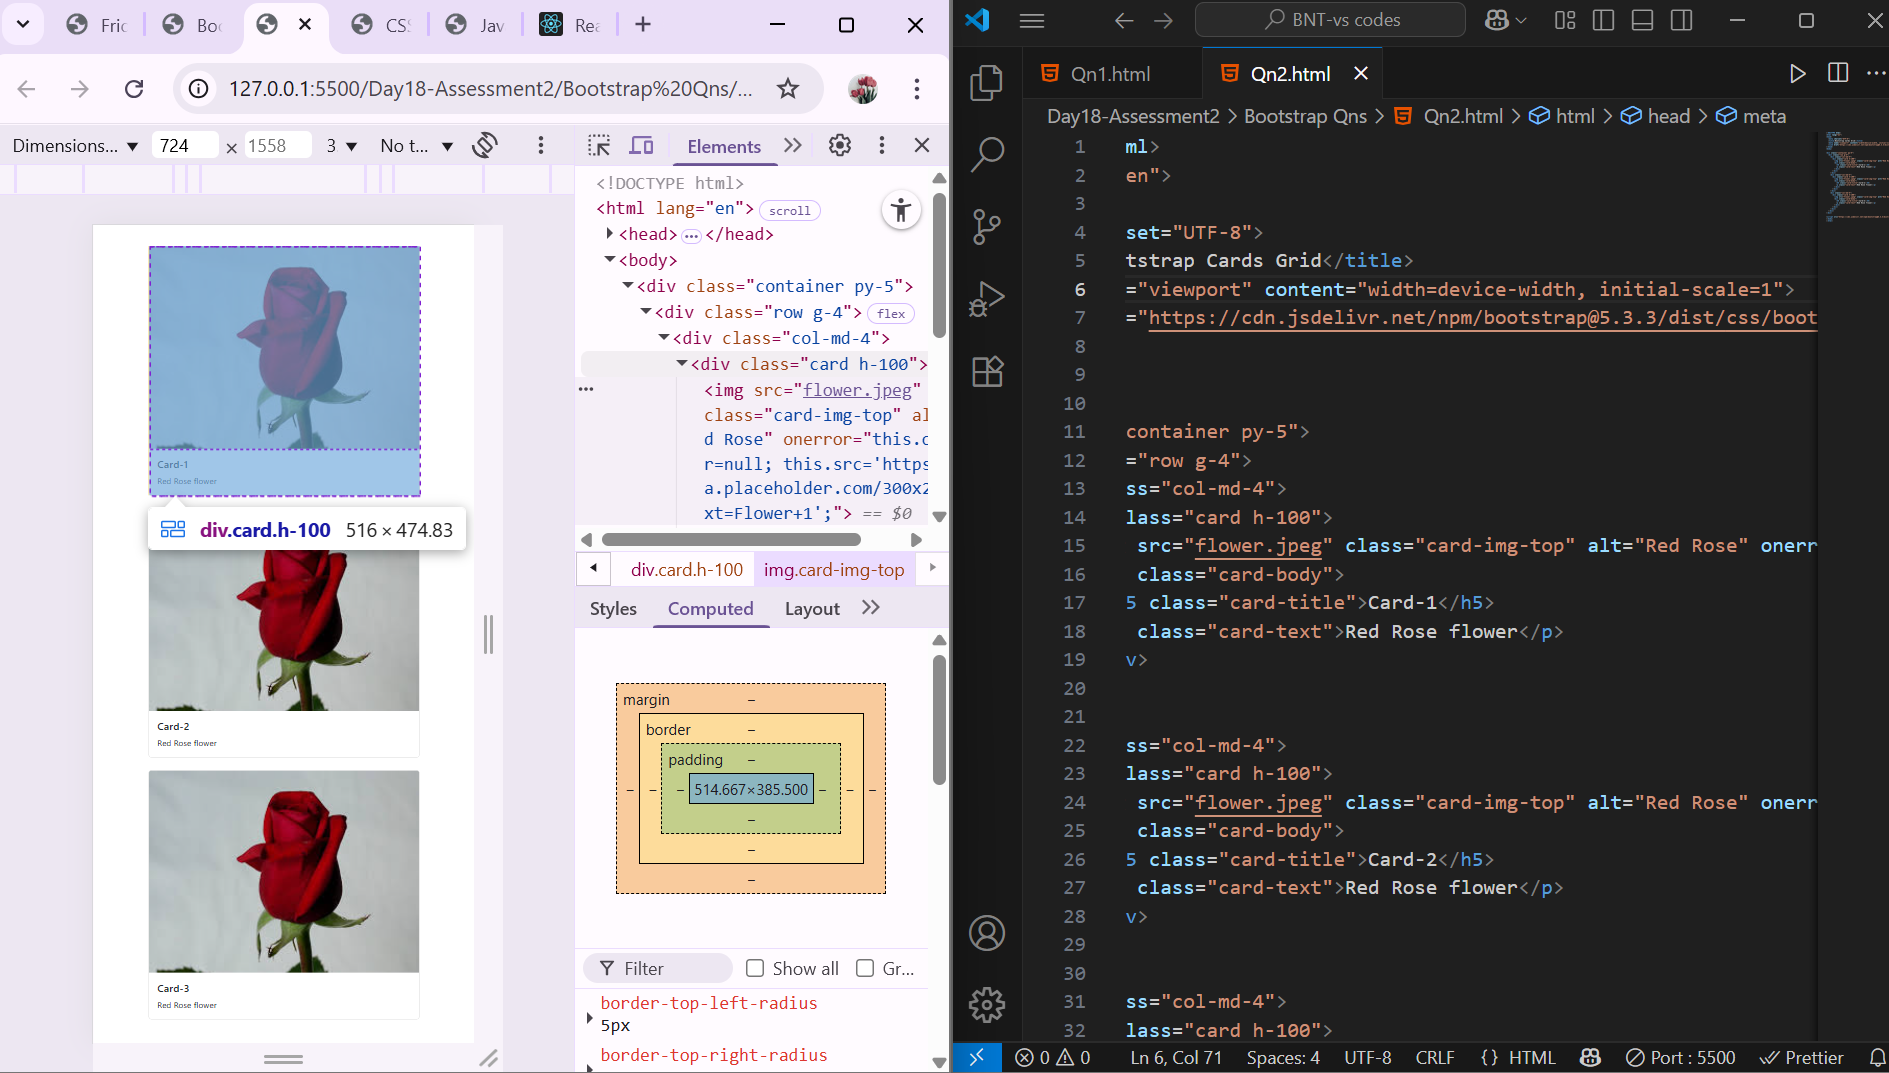 Fric
Boo
CSS
Jav
Rea
127.0.0.1:5500/Day18-Assessment2/Bootstrap%20Qns/...
Dimensions...
724
×
1558
3
No t...
Card-1
Red Rose flower
div.card.h-100 516 × 474.83
Card-2
Red Rose flower
Card-3
Red Rose flower
Elements
<!DOCTYPE html>
<html lang="en"> scroll
<head> ... </head>
<body>
<div class="container py-5">
<div class="row g-4"> flex
<div class="col-md-4">
<div class="card h-100">
<img src="flower.jpeg"
class="card-img-top" al
d Rose" onerror="this.o
r=null; this.src='https
a.placeholder.com/300x2
xt=Flower+1';"> == $0
div.card.h-100 img.card-img-top
Styles Computed Layout
margin –
border –
padding –
– – – 514.667×385.500 – – –
–
–
–
Filter
Show all
Gr...
border-top-left-radius
5px
border-top-right-radius
BNT-vs codes
Qn1.html
Qn2.html
Day18-Assessment2 > Bootstrap Qns > Qn2.html > html > head > meta
1 ml>
2 en">
3
4 set="UTF-8">
5 tstrap Cards Grid</title>
6 ="viewport" content="width=device-width, initial-scale=1">
7 ="https://cdn.jsdelivr.net/npm/bootstrap@5.3.3/dist/css/boot
8
9
10
11 container py-5">
12 ="row g-4">
13 ss="col-md-4">
14 lass="card h-100">
15 src="flower.jpeg" class="card-img-top" alt="Red Rose" onerr
16 class="card-body">
17 5 class="card-title">Card-1</h5>
18 class="card-text">Red Rose flower</p>
19 v>
20
21
22 ss="col-md-4">
23 lass="card h-100">
24 src="flower.jpeg" class="card-img-top" alt="Red Rose" onerr
25 class="card-body">
26 5 class="card-title">Card-2</h5>
27 class="card-text">Red Rose flower</p>
28 v>
29
30
31 ss="col-md-4">
32 lass="card h-100">
0 0 Ln 6, Col 71 Spaces: 4 UTF-8 CRLF {} HTML Port : 5500 Prettier